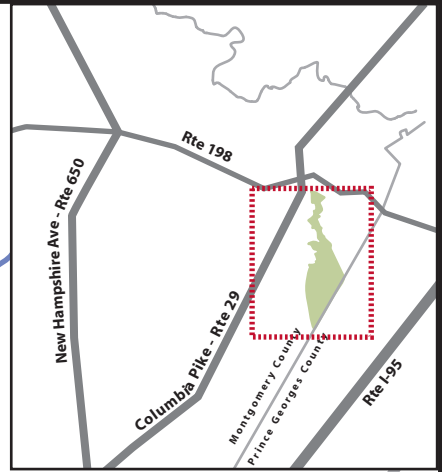 Rte 198
New Hampshire Ave - Rte 650
Columbia Pike - Rte 29
Montgomery County
Prince Georges County
Rte I-95